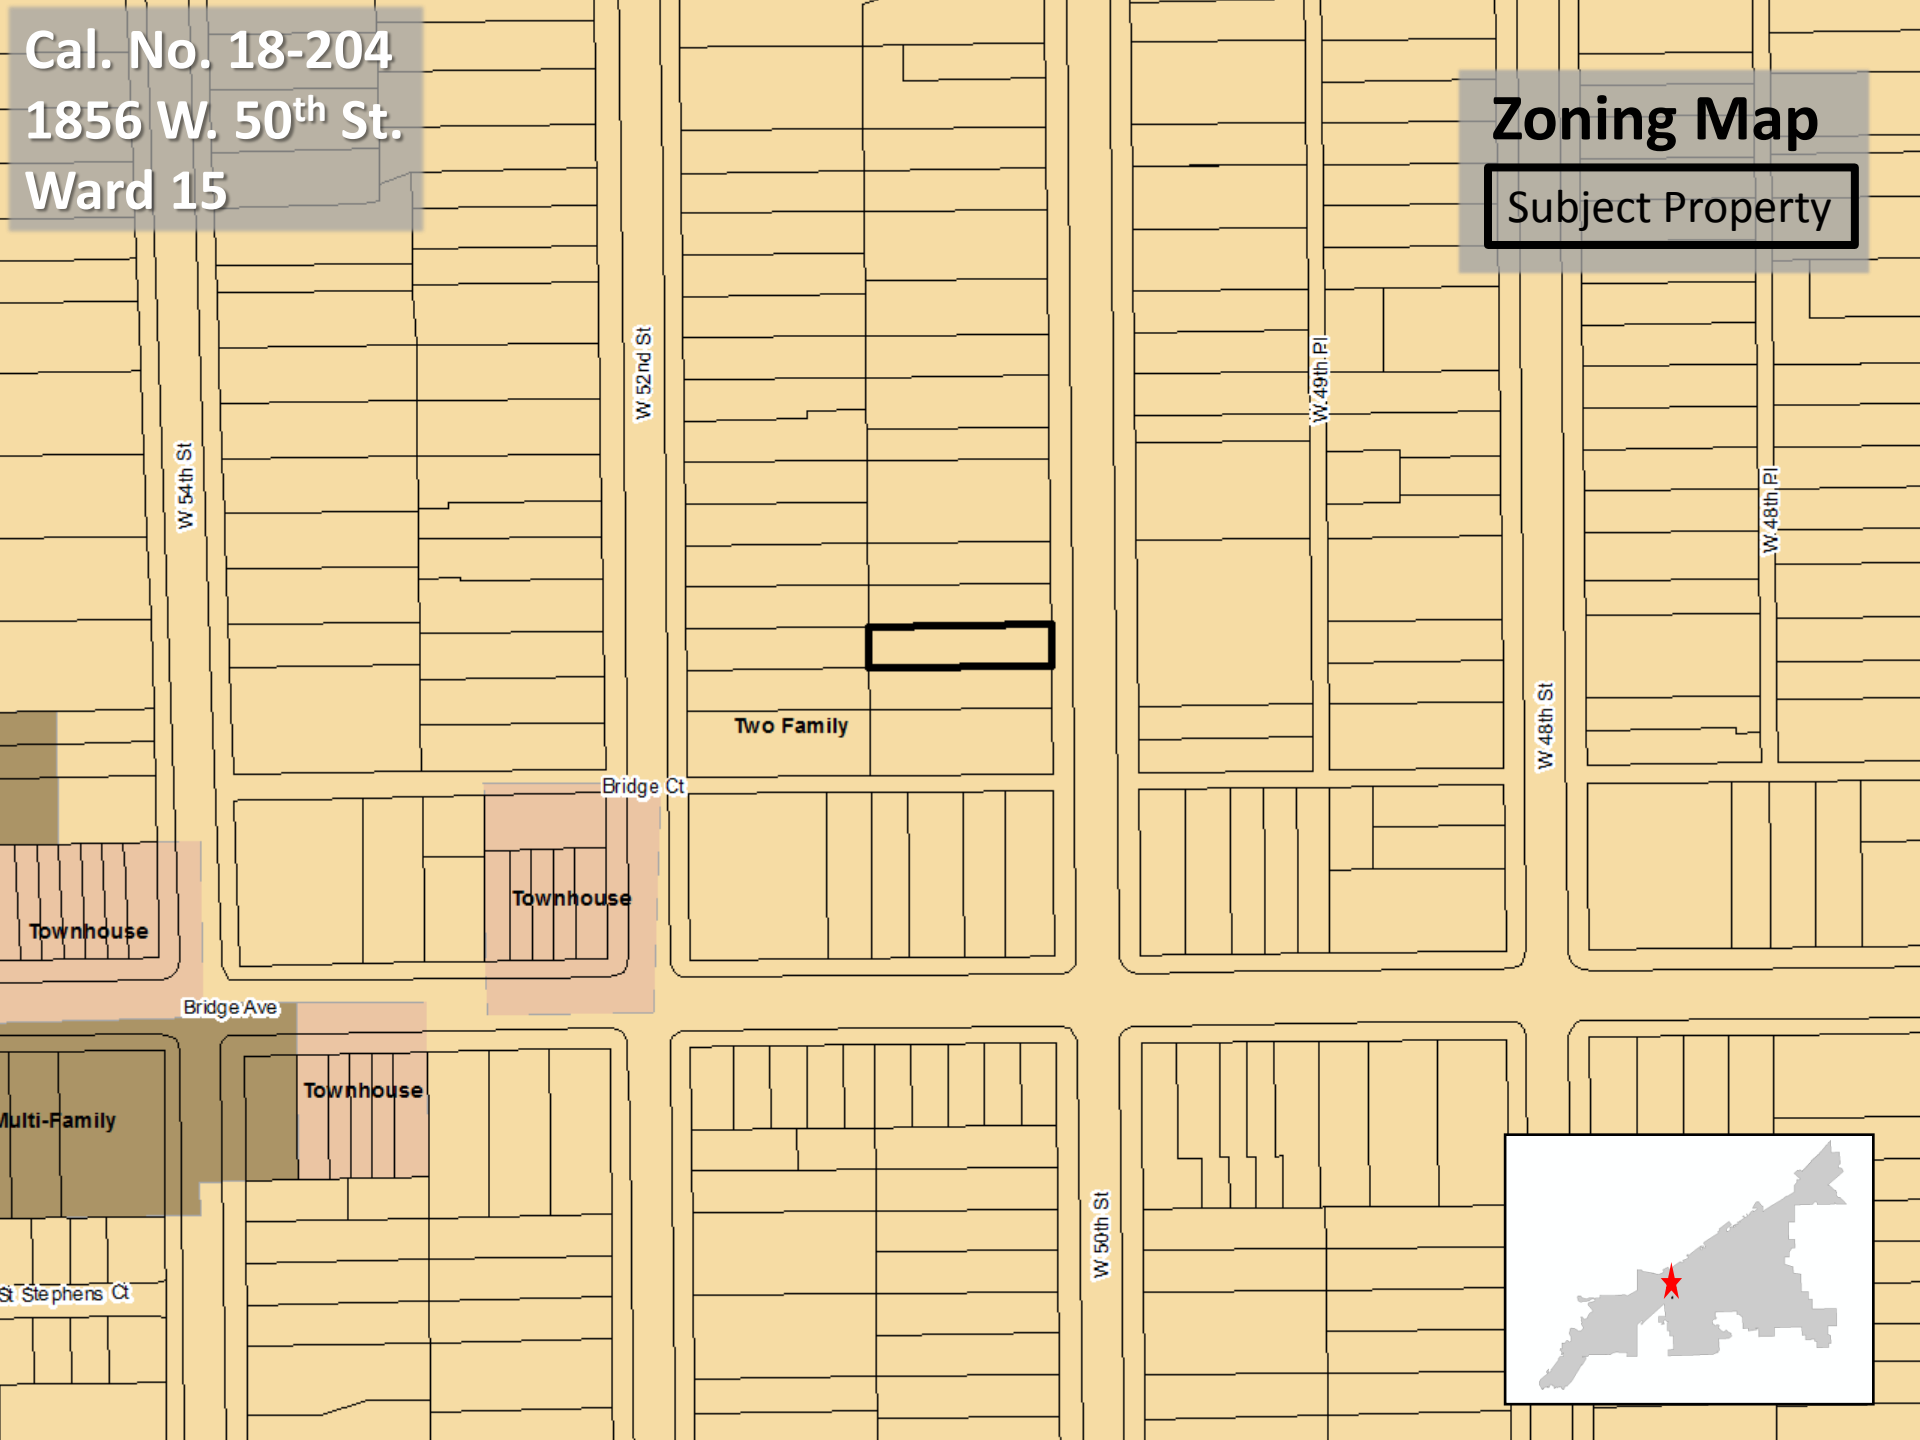 Cal. No. 18-204
1856 W. 50th St.
Ward 15
Zoning Map
Subject Property
W 52nd St
W 49th Pl
W 54th St
W 48th Pl
W 48th St
Two Family
Bridge Ct
Townhouse
Townhouse
Bridge Ave
Townhouse
Multi-Family
W 50th St
St Stephens Ct